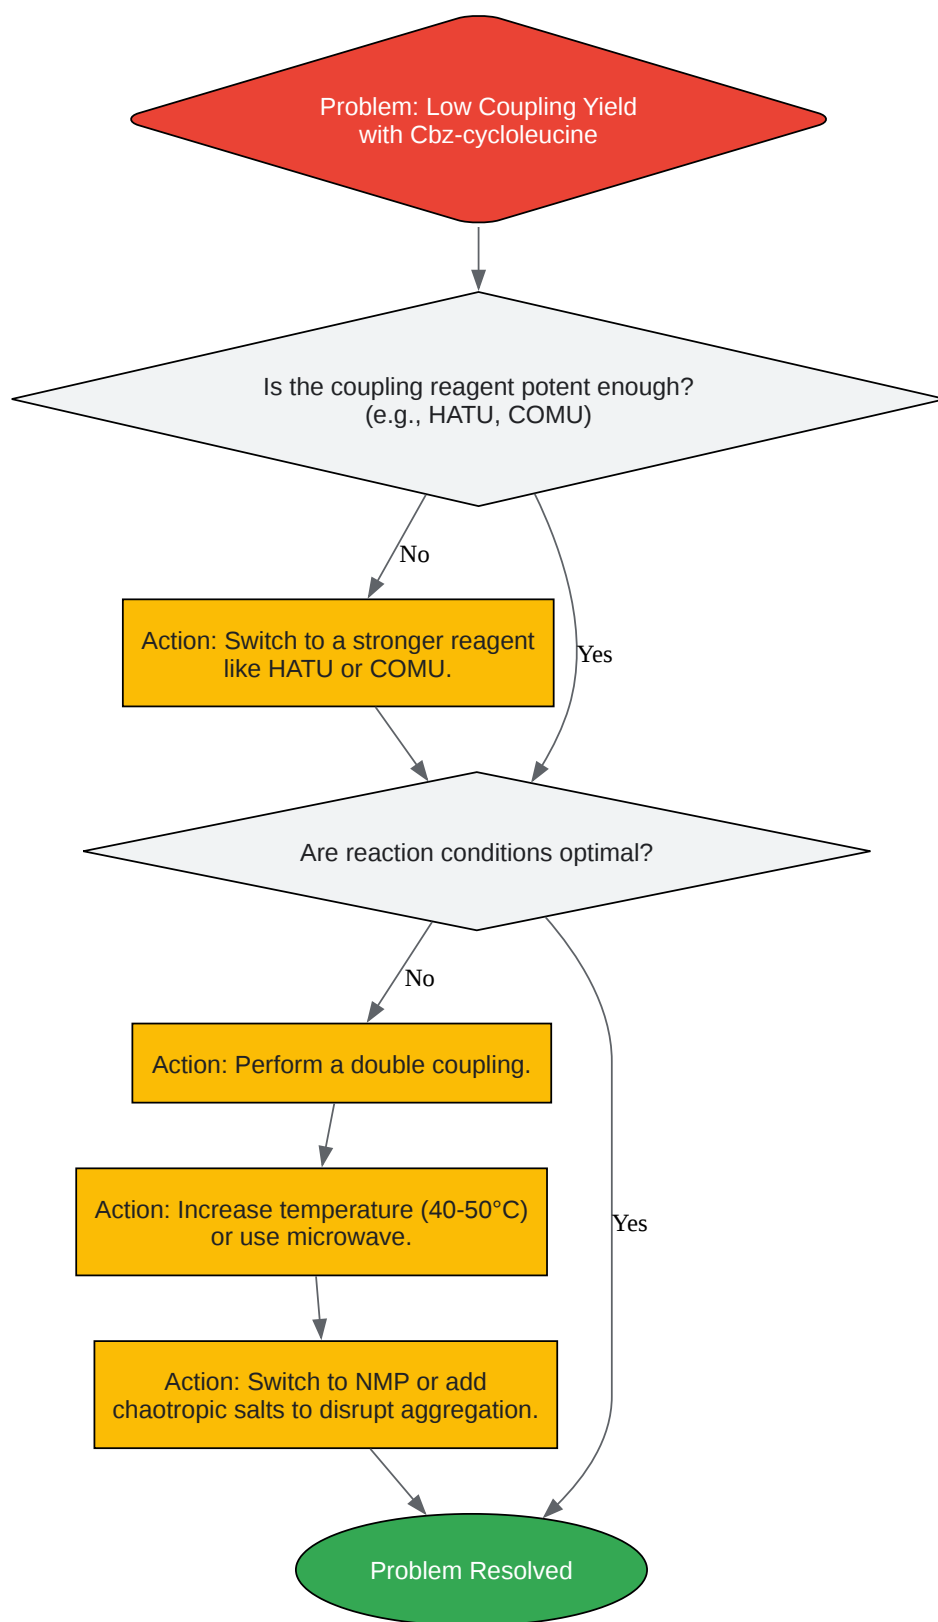 Problem: Low Coupling Yield
with Cbz-cycloleucine
Is the coupling reagent potent enough?
(e.g., HATU, COMU)
No
Action: Switch to a stronger reagent
like HATU or COMU.
Yes
Are reaction conditions optimal?
No
Action: Perform a double coupling.
Action: Increase temperature (40-50°C)
or use microwave.
Yes
Action: Switch to NMP or add
chaotropic salts to disrupt aggregation.
Problem Resolved